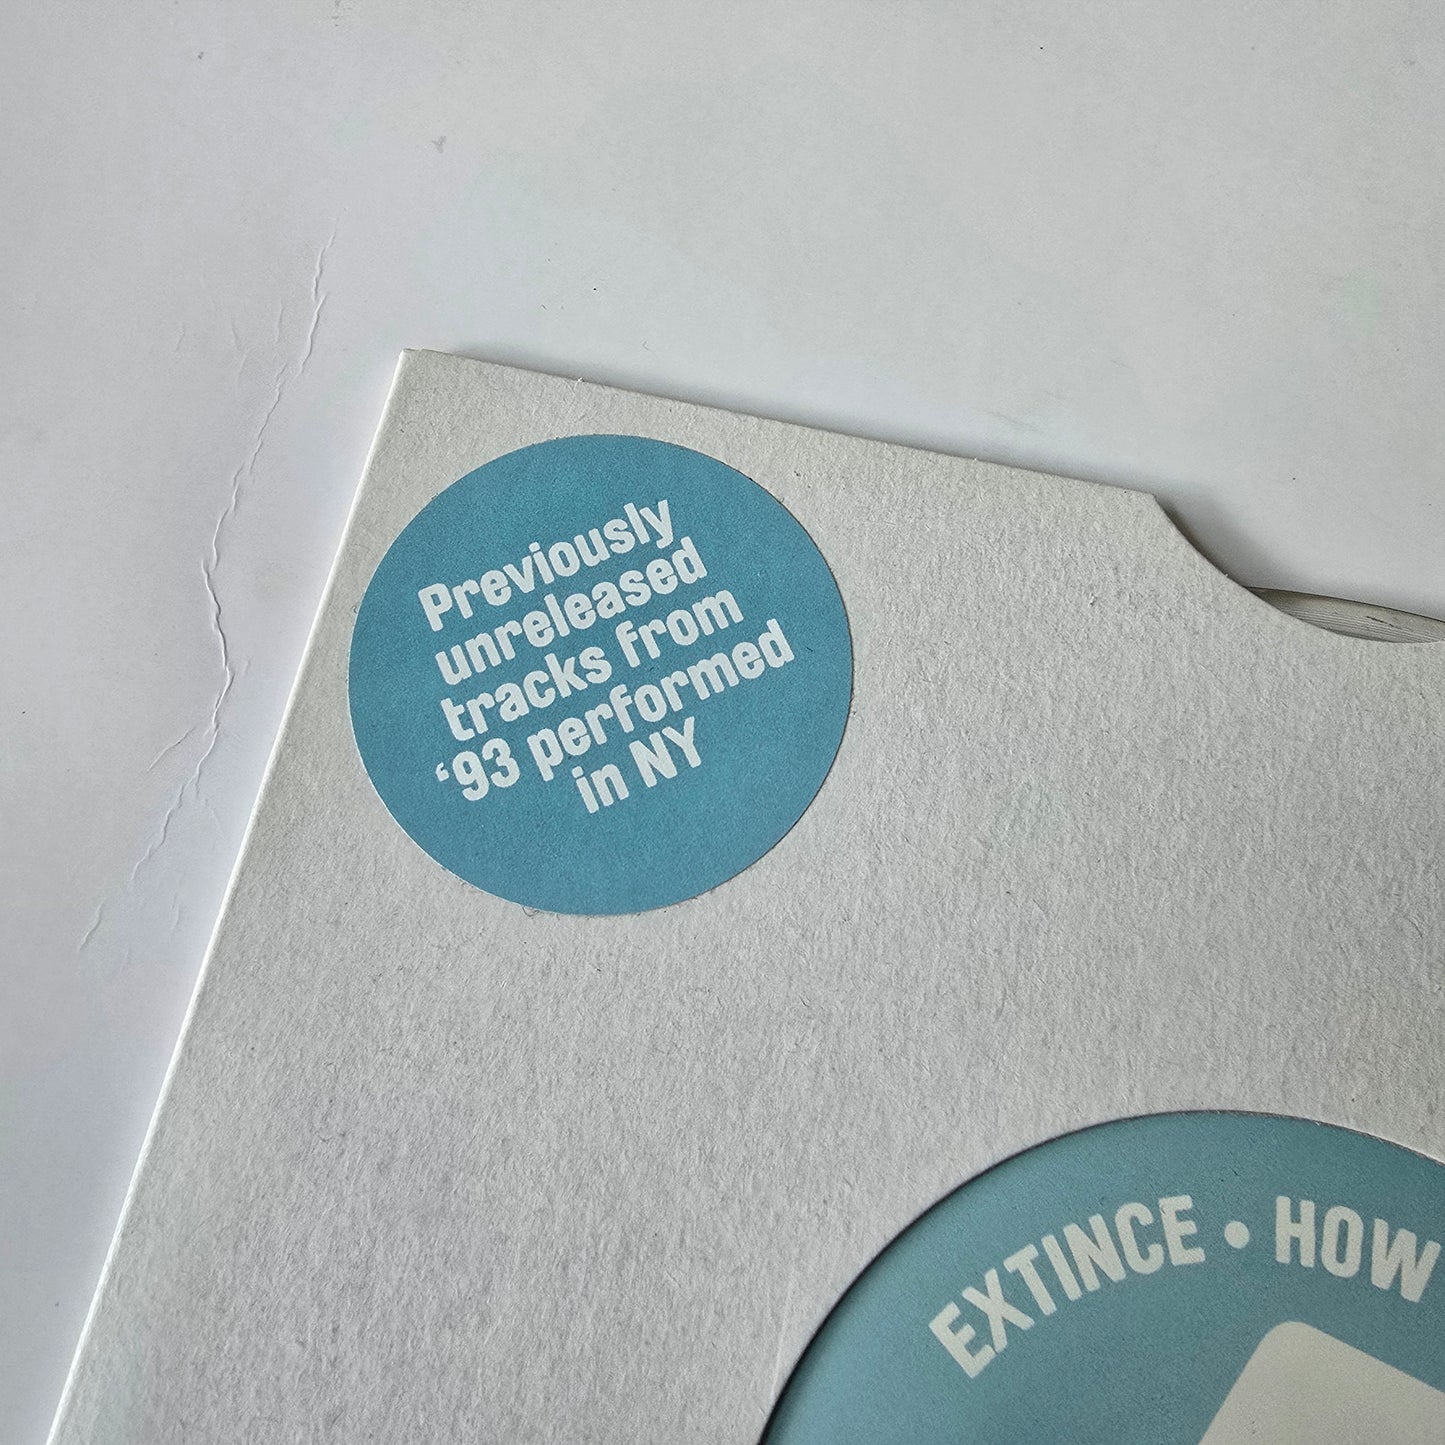 Previously
unreleased
tracks from
‘93 performed
in NY
EXTINCE • HOW